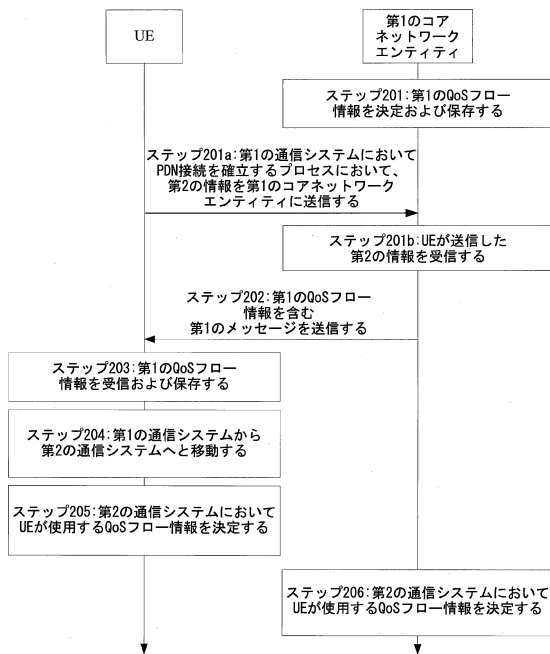 UE
第1のコア
ネットワーク
エンティティ
ステップ201:第1のQoSフロー
情報を決定および保存する
ステップ201a:第1の通信システムにおいて
PDN接続を確立するプロセスにおいて、
第2の情報を第1のコアネットワーク
エンティティに送信する
ステップ201b:UEが送信した
第2の情報を受信する
ステップ202:第1のQoSフロー
情報を含む
第1のメッセージを送信する
ステップ203:第1のQoSフロー
情報を受信および保存する
ステップ204:第1の通信システムから
第2の通信システムへと移動する
ステップ205:第2の通信システムにおいて
UEが使用するQoSフロー情報を決定する
ステップ206:第2の通信システムにおいて
UEが使用するQoSフロー情報を決定する